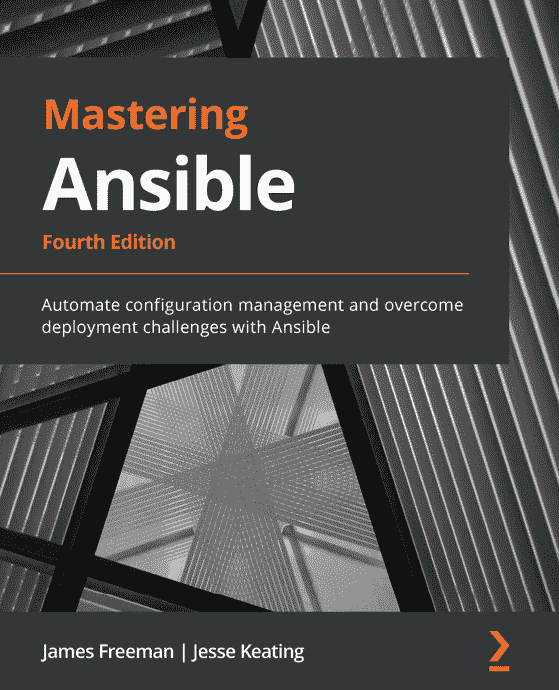 Mastering
Ansible
Fourth Edition
Automate configuration management and overcome
deployment challenges with Ansible
James Freeman | Jesse Keating